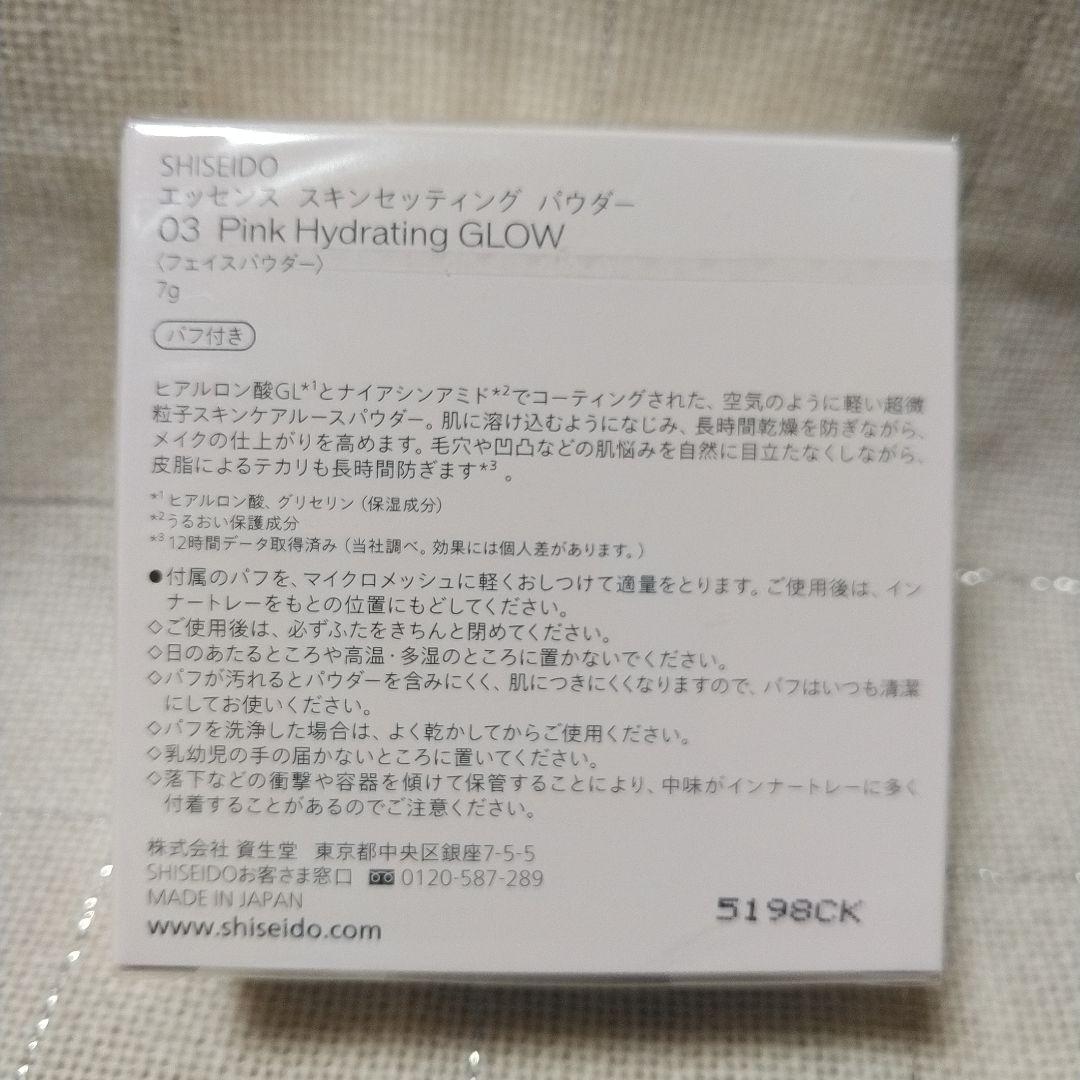 SHISEIDO
エッセンス スキンセッティング パウダー
03 Pink Hydrating GLOW
〈フェイスパウダー〉
7g
パフ付き
ヒアルロン酸GL*1とナイアシンアミド*2でコーティングされた、空気のように軽い超微
粒子スキンケアルースパウダー。肌に溶け込むようになじみ、長時間乾燥を防ぎながら、
メイクの仕上がりを高めます。毛穴や凹凸などの肌悩みを自然に目立たなくしながら、
皮脂によるテカリも長時間防ぎます*3。
*1 ヒアルロン酸、グリセリン（保湿成分）
*2うるおい保護成分
*3 12時間データ取得済み（当社調べ。効果には個人差があります。）
●付属のパフを、マイクロメッシュに軽くおしつけて適量をとります。ご使用後は、イン
ナートレーをもとの位置にもどしてください。
◇ご使用後は、必ずふたをきちんと閉めてください。
◇日のあたるところや高温・多湿のところに置かないでください。
◇パフが汚れるとパウダーを含みにくく、肌につきにくくなりますので、パフはいつも清潔
にしてお使いください。
◇パフを洗浄した場合は、よく乾かしてからご使用ください。
◇乳幼児の手の届かないところに置いてください。
◇落下などの衝撃や容器を傾けて保管することにより、中味がインナートレーに多く
付着することがあるのでご注意ください。
株式会社 資生堂 東京都中央区銀座7-5-5
SHISEIDOお客さま窓口 0120-587-289
MADE IN JAPAN
www.shiseido.com
5198CK